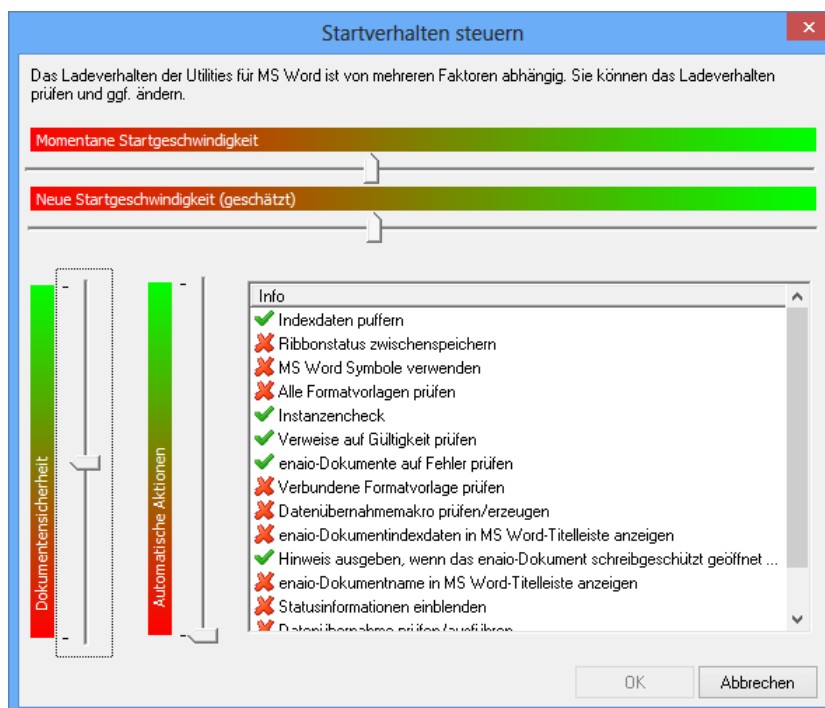 Startverhalten steuern
Das Ladeverhalten der Utilities für MS Word ist von mehreren Faktoren abhängig. Sie können das Ladeverhalten
prüfen und ggf. ändern.
Momentane Startgeschwindigkeit
Neue Startgeschwindigkeit (geschätzt)
Dokumentensicherheit
Automatische Aktionen
Info
Indexdaten puffern
Ribbonstatus zwischenspeichern
MS Word Symbole verwenden
Alle Formatvorlagen prüfen
Instanzencheck
Verweise auf Gültigkeit prüfen
enaio-Dokumente auf Fehler prüfen
Verbundene Formatvorlage prüfen
Datenübernahmemakro prüfen/erzeugen
enaio-Dokumentindexdaten in MS Word-Titelleiste anzeigen
Hinweis ausgeben, wenn das enaio-Dokument schreibgeschützt geöffnet ...
enaio-Dokumentname in MS Word-Titelleiste anzeigen
Statusinformationen einblenden
Datenübernahme prüfen/ausführen
OK
Abbrechen